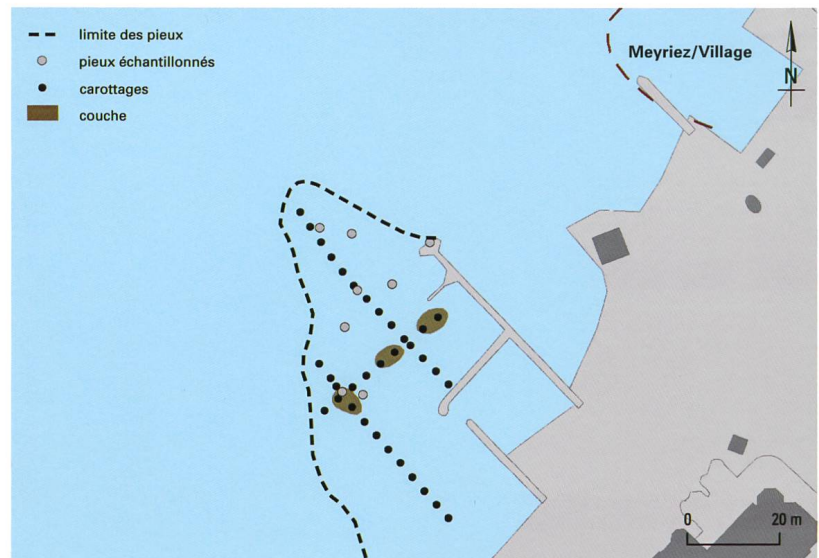 limite des pieux
pieux échantillonnés
carottages
couche
Meyriez/Village
N
0 20 m